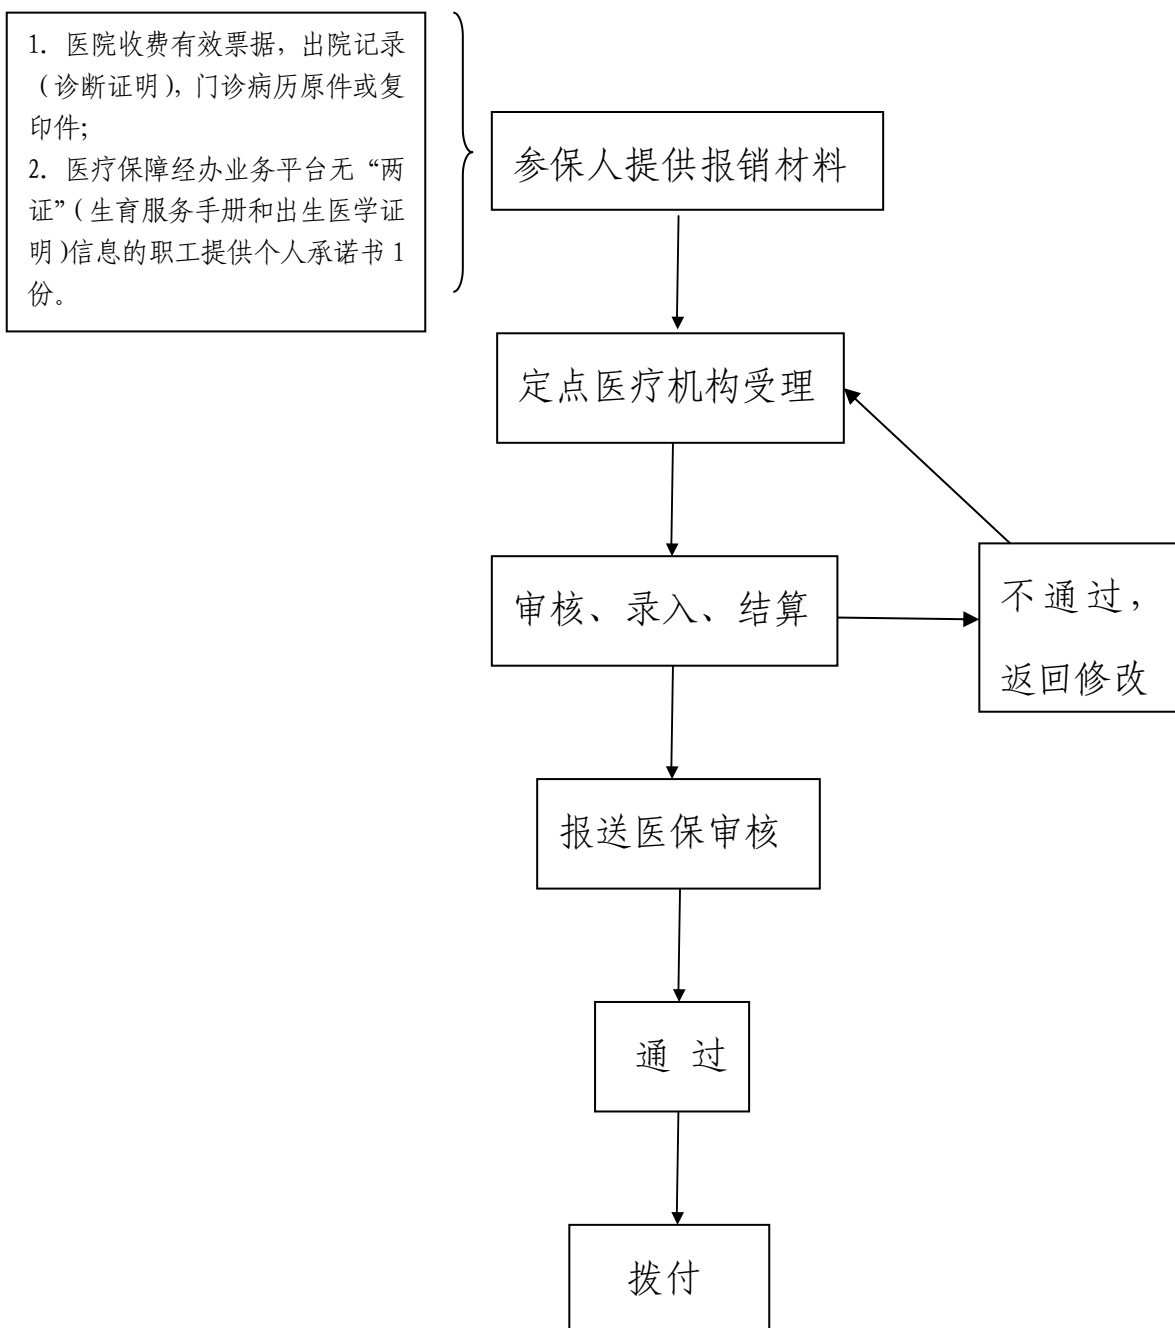 1. 医院收费有效票据，出院记录
（诊断证明），门诊病历原件或复
印件；
2. 医疗保障经办业务平台无“两
证”（生育服务手册和出生医学证
明）信息的职工提供个人承诺书 1
份。
参保人提供报销材料
定点医疗机构受理
审核、录入、结算
不通过，
返回修改
报送医保审核
通 过
拨付